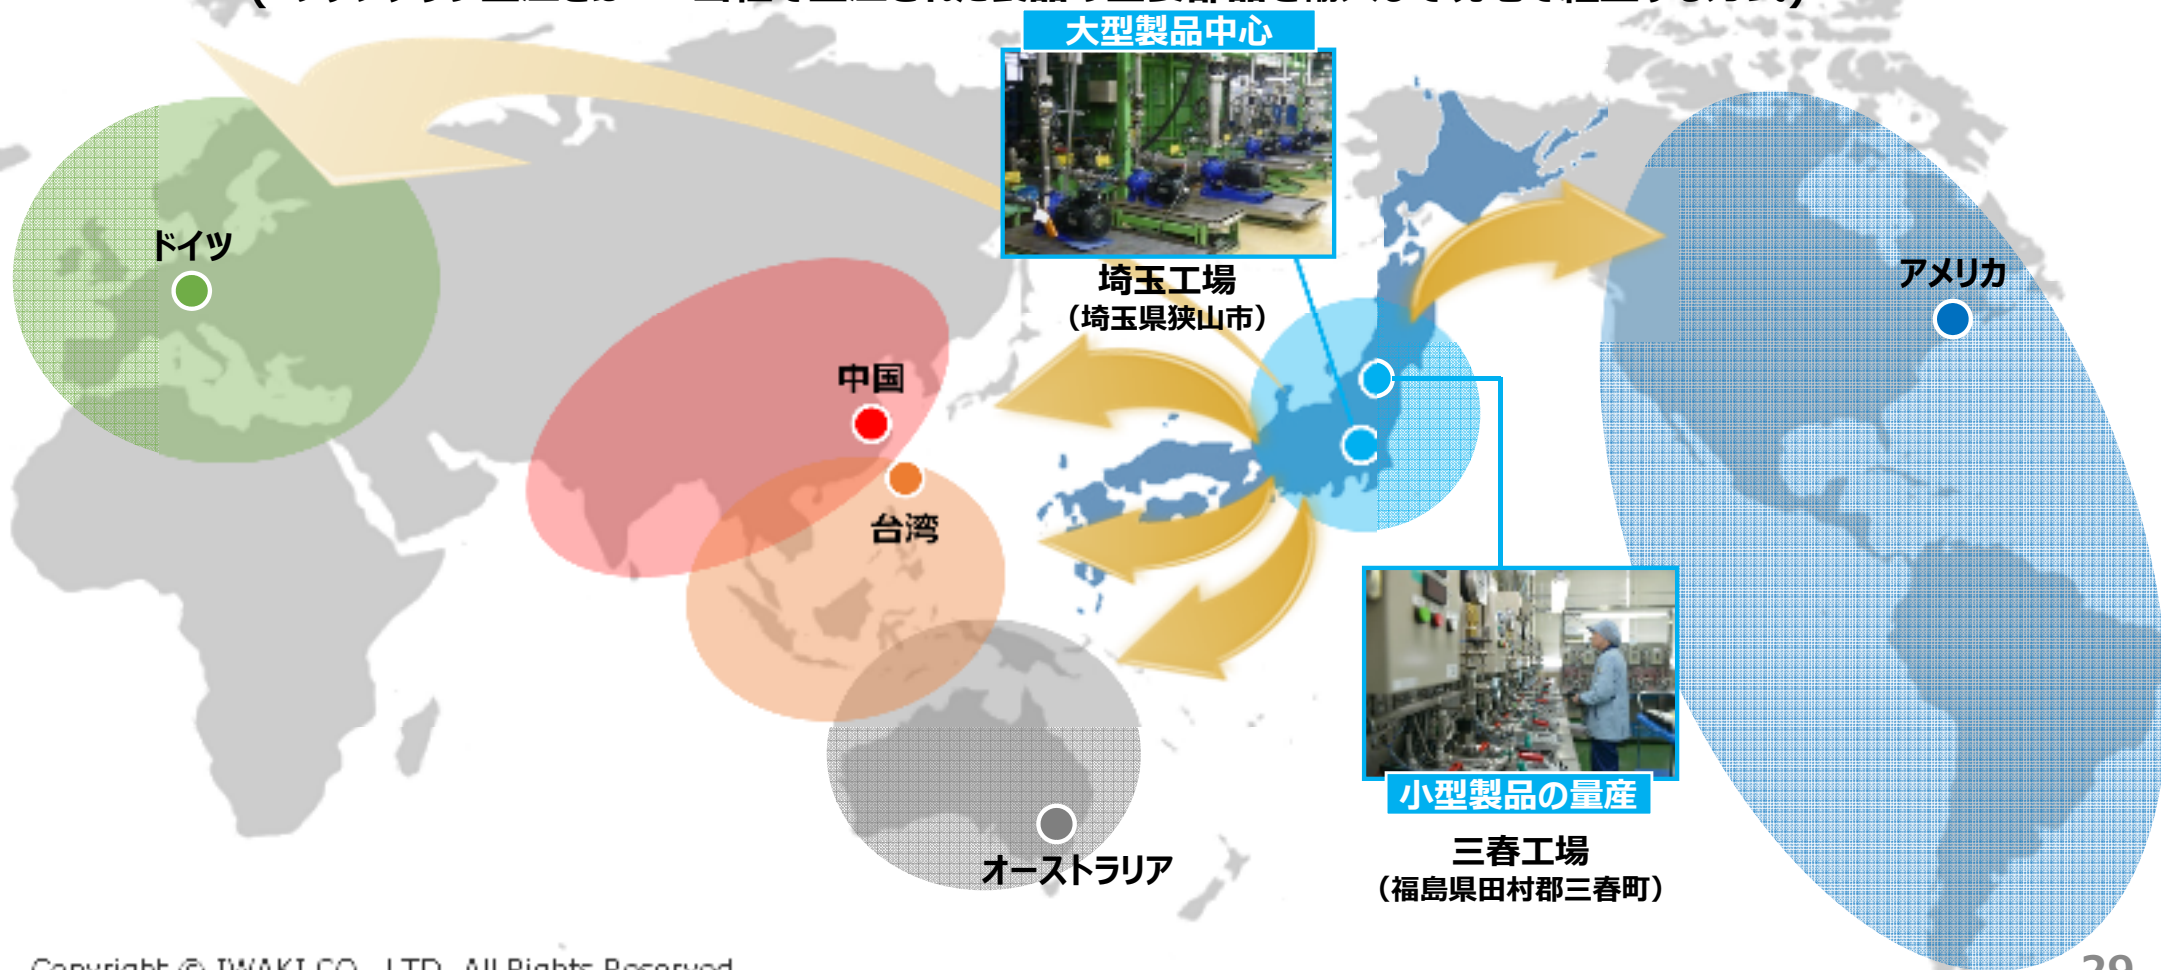 大型製品中心
埼玉工場
（埼玉県狭山市）
ドイツ
アメリカ
中国
台湾
オーストラリア
小型製品の量産
三春工場
（福島県田村郡三春町）
Copyright © IWAKI CO., LTD. All Rights Reserved
29